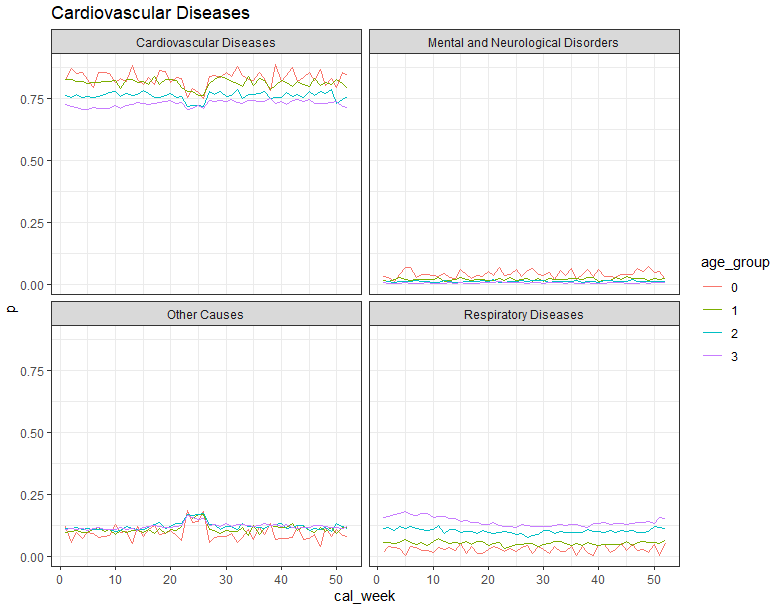 Cardiovascular Diseases
Cardiovascular Diseases
Mental and Neurological Disorders
0.75
0.50
0.25
0.00
Other Causes
Respiratory Diseases
0.75
0.50
0.25
0.00
p
0 10 20 30 40 50
0 10 20 30 40 50
cal_week
age_group
0
1
2
3